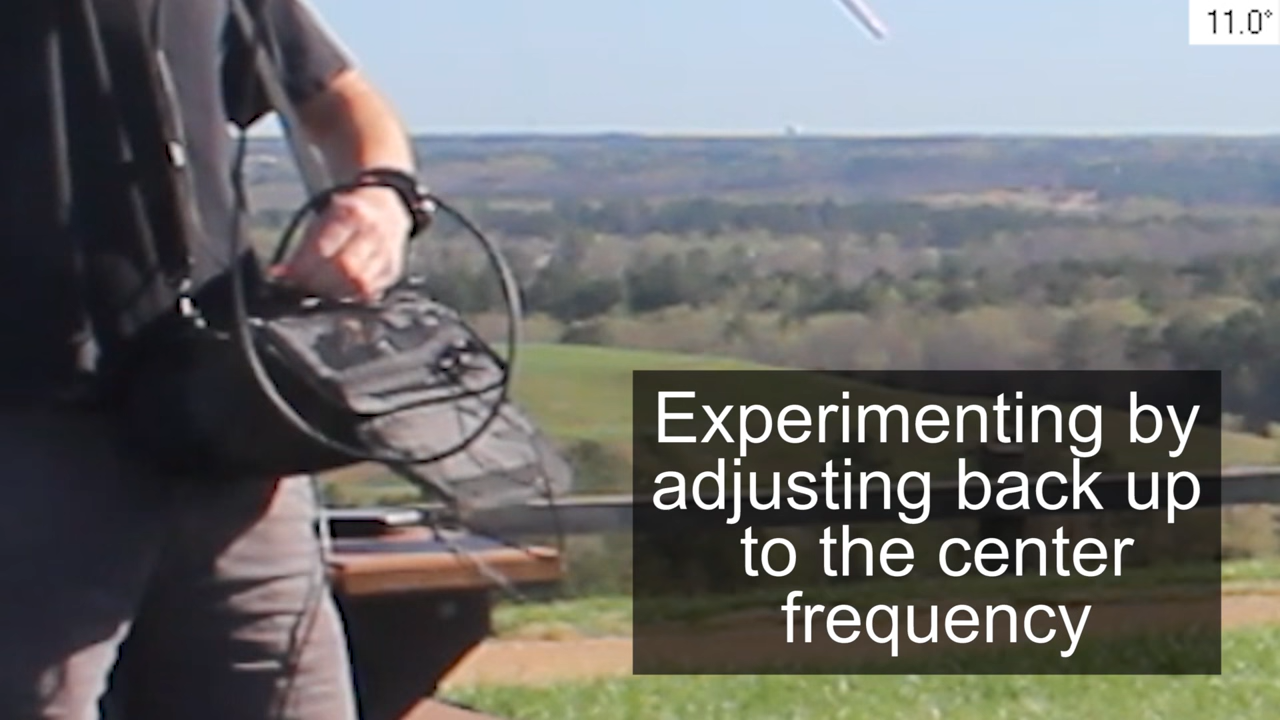 11.0°
Experimenting by
adjusting back up
to the center
frequency